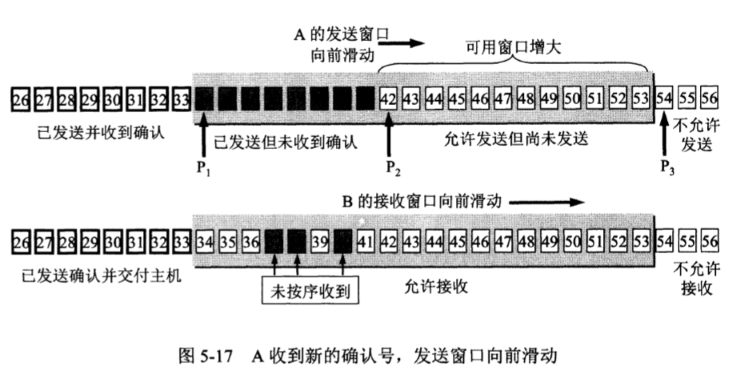 A 的发送窗口
向前滑动
可用窗口增大
26 27 28 29 30 31 32 33 42 43 44 45 46 47 48 49 50 51 52 53 54 55 56
已发送并收到确认
已发送但未收到确认
允许发送但尚未发送
不允许
发送
P1
P2
P3
B 的接收窗口向前滑动
26 27 28 29 30 31 32 33 34 35 36 39 41 42 43 44 45 46 47 48 49 50 51 52 53 54 55 56
已发送确认并交付主机
未按序收到
允许接收
不允许
接收
图 5-17 A 收到新的确认号，发送窗口向前滑动